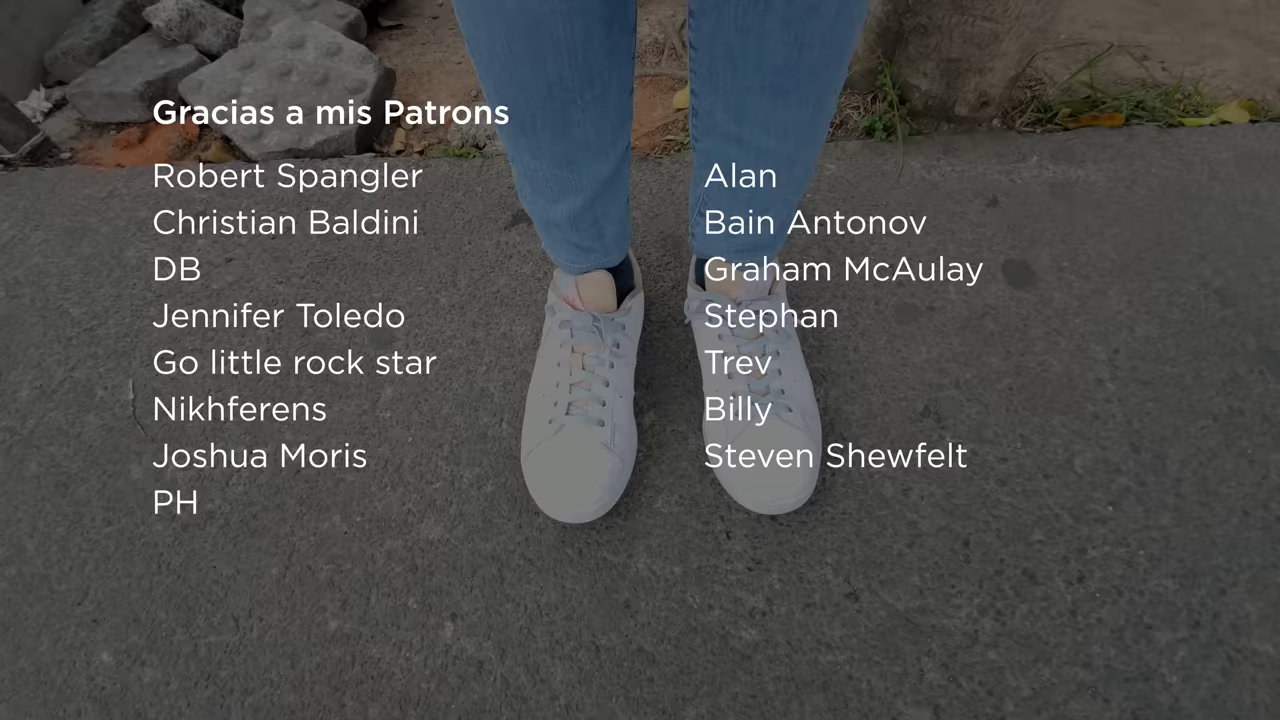 Gracias a mis Patrons
Robert Spangler
Christian Baldini
DB
Jennifer Toledo
Go little rock star
Nikhferens
Joshua Moris
PH
Alan
Bain Antonov
Graham McAulay
Stephan
Trev
Billy
Steven Shewfelt